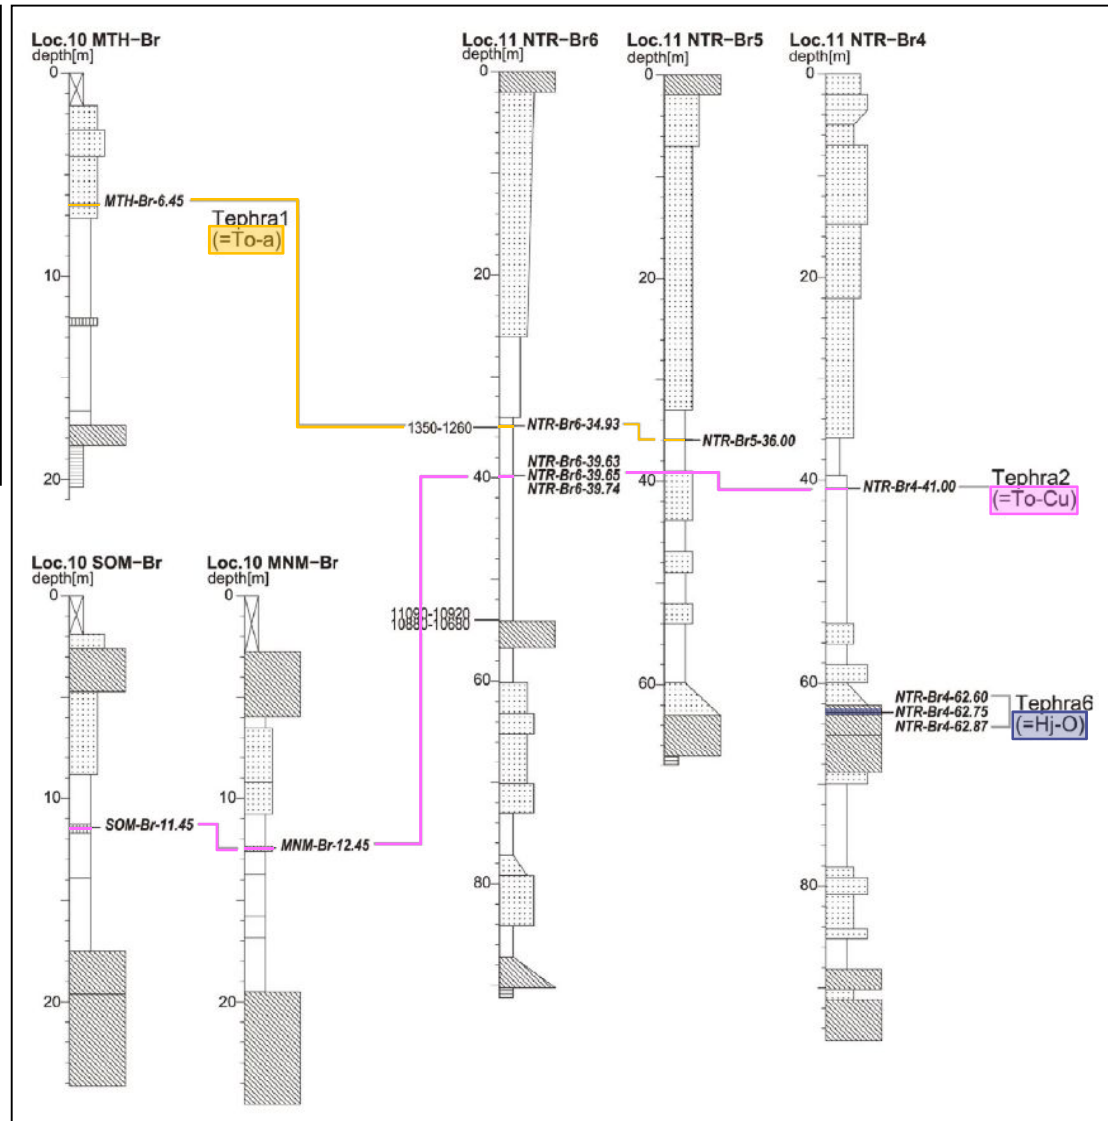 Loc.10 MTH-Br
depth[m]
0
10
20
MTH-Br-6.45
Tephra1
(=To-a)
Loc.11 NTR-Br6
depth[m]
0
20
40
60
80
1350-1260
11090-10920
10880-10680
NTR-Br6-34.93
NTR-Br6-39.63
NTR-Br6-39.65
NTR-Br6-39.74
Loc.11 NTR-Br5
depth[m]
0
20
40
60
NTR-Br5-36.00
Loc.11 NTR-Br4
depth[m]
0
20
40
60
80
NTR-Br4-41.00
Tephra2
(=To-Cu)
NTR-Br4-62.60
NTR-Br4-62.75
NTR-Br4-62.87
Tephra6
(=Hj-O)
Loc.10 SOM-Br
depth[m]
0
10
20
SOM-Br-11.45
Loc.10 MNM-Br
depth[m]
0
10
20
MNM-Br-12.45